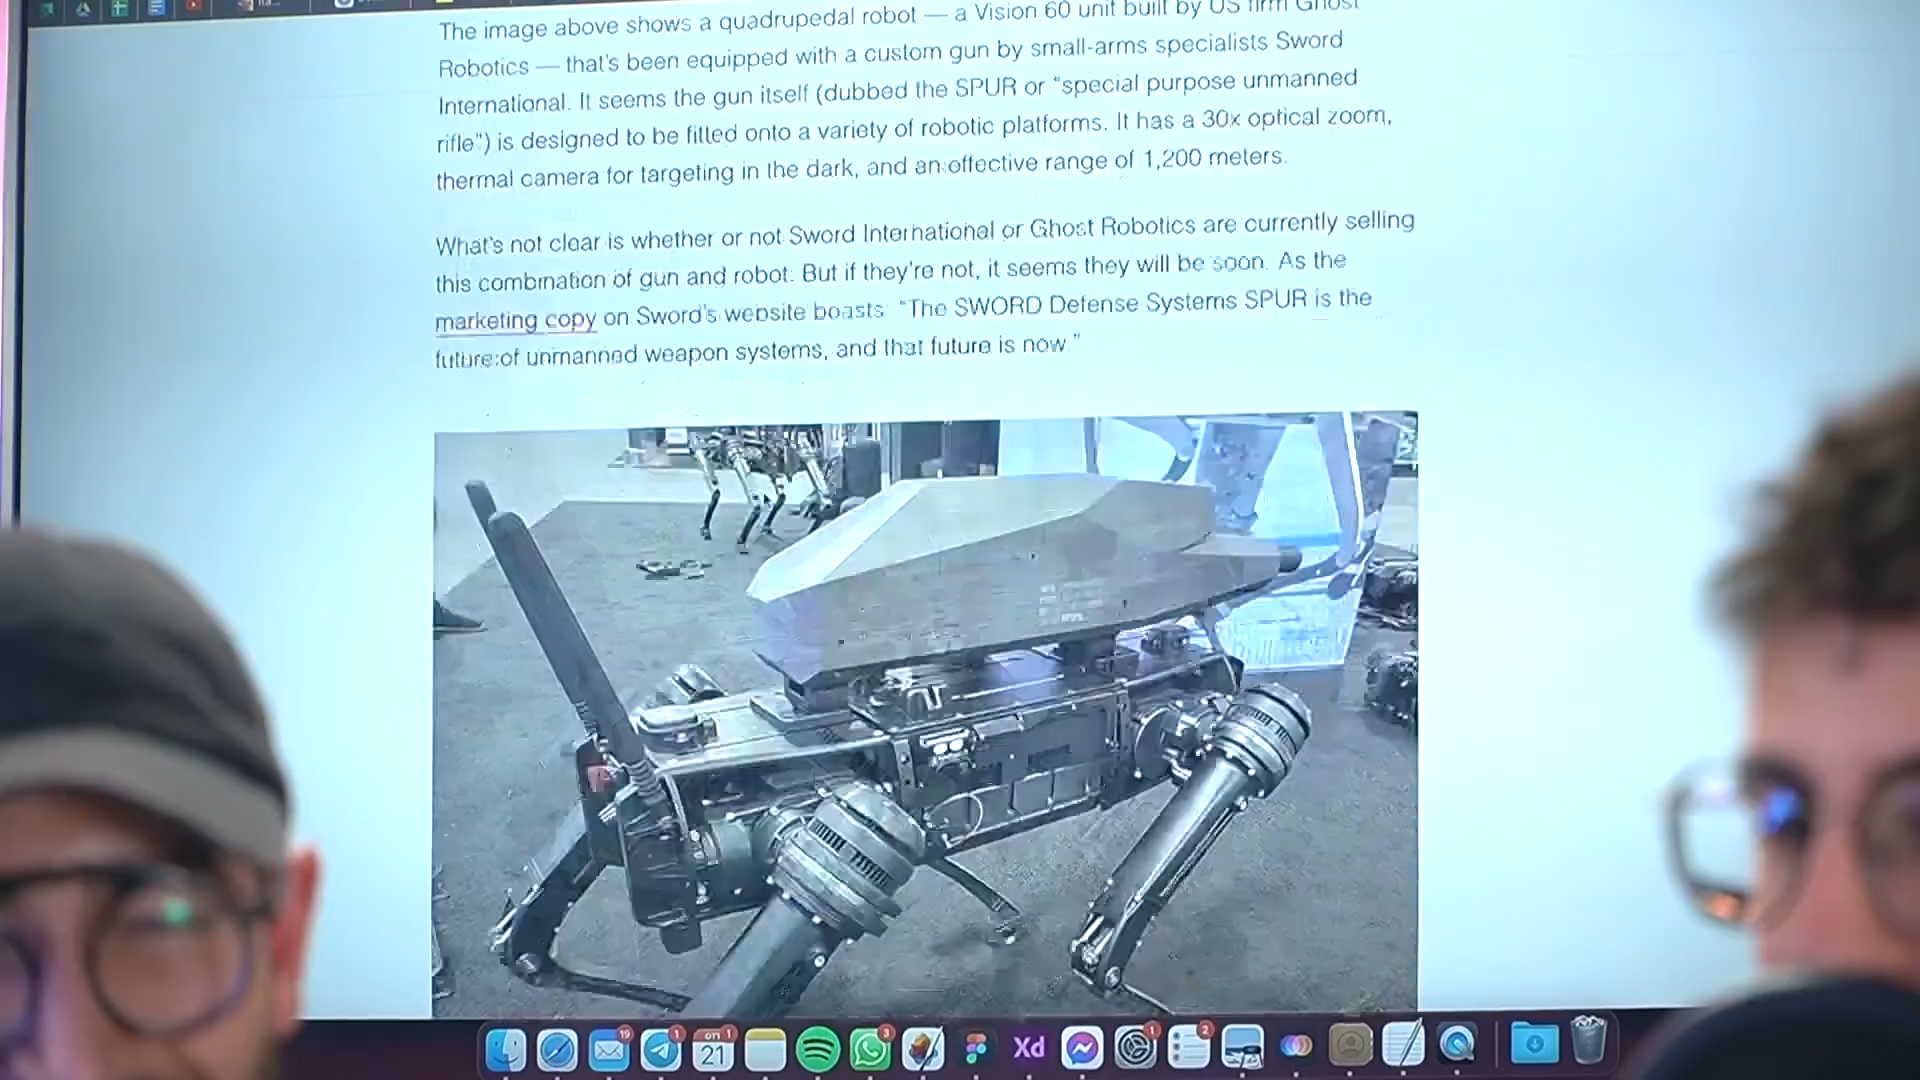 The image above shows a quadrupedal robot — a Vision 60 unit built by US firm Ghost
Robotics — that's been equipped with a custom gun by small-arms specialists Sword
International. It seems the gun itself (dubbed the SPUR or "special purpose unmanned
rifle") is designed to be fitted onto a variety of robotic platforms. It has a 30x optical zoom,
thermal camera for targeting in the dark, and an effective range of 1,200 meters.
What's not clear is whether or not Sword International or Ghost Robotics are currently selling
this combination of gun and robot. But if they're not, it seems they will be soon. As the
marketing copy on Sword's website boasts: "The SWORD Defense Systems SPUR is the
future of unmanned weapon systems, and that future is now."
19
1
1
21
3
Xd
1
2